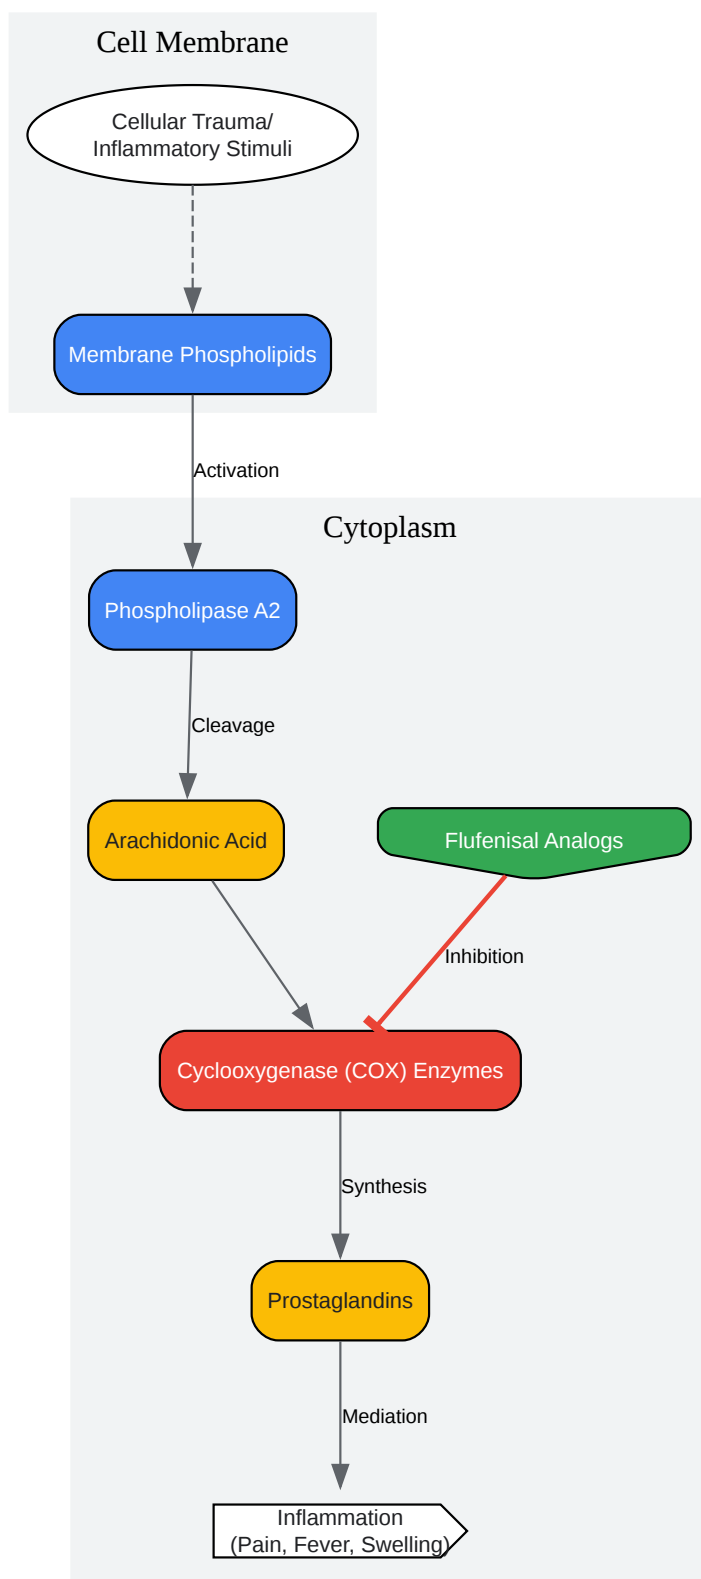 Cell Membrane
Cellular Trauma/
Inflammatory Stimuli
Membrane Phospholipids
Activation
Cytoplasm
Phospholipase A2
Cleavage
Arachidonic Acid
Flufenisal Analogs
Inhibition
Cyclooxygenase (COX) Enzymes
Synthesis
Prostaglandins
Mediation
Inflammation
(Pain, Fever, Swelling)